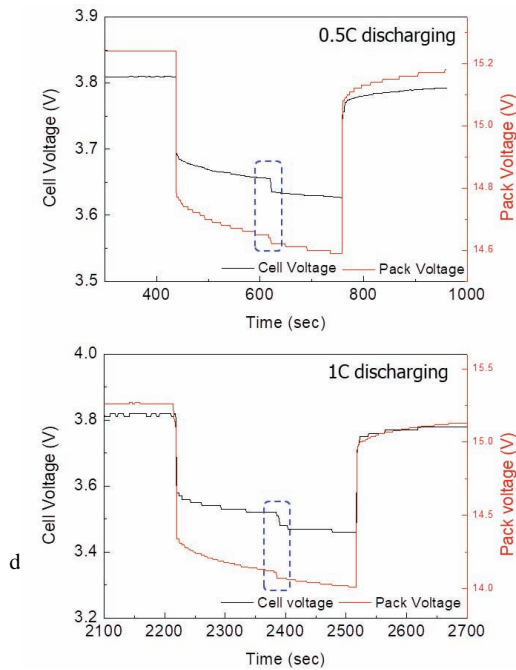 0.5C discharging
Cell Voltage (V)
3.9
3.8
3.7
3.6
3.5
15.2
15.0
14.8
14.6
Pack Voltage (V)
Cell Voltage
Pack Voltage
400
600
800
1000
Time (sec)
1C discharging
Cell Voltage (V)
4.0
3.8
3.6
3.4
3.2
15.5
15.0
14.5
14.0
Pack voltage (V)
Cell voltage
Pack Voltage
2100
2200
2300
2400
2500
2600
2700
Time (sec)
d